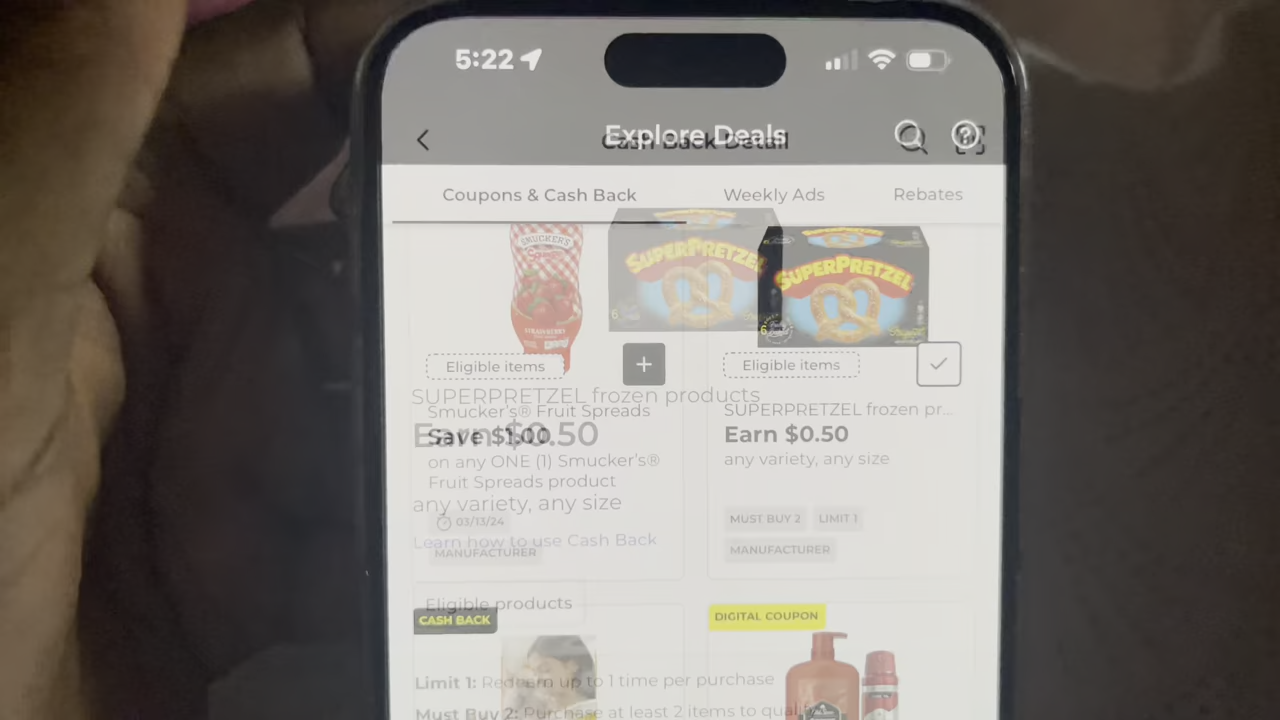 5:22
Explore Deals
Cash Back Detail
Coupons & Cash Back
Weekly Ads
Rebates
SMUCKER'S
SUPERPRETZEL
SUPERPRETZEL
6
6
STRAWBERRY
Eligible items
Eligible items
SUPERPRETZEL frozen products
Smucker's® Fruit Spreads
SUPERPRETZEL frozen pr...
Save $1.00
Earn $0.50
Earn $0.50
on any ONE (1) Smucker's®
Fruit Spreads product
any variety, any size
any variety, any size
03/13/24
MUST BUY 2
LIMIT 1
Learn how to use Cash Back
MANUFACTURER
MANUFACTURER
Eligible products
CASH BACK
DIGITAL COUPON
Limit 1: Redeem up to 1 time per purchase
Must Buy 2: Purchase at least 2 items to qualify